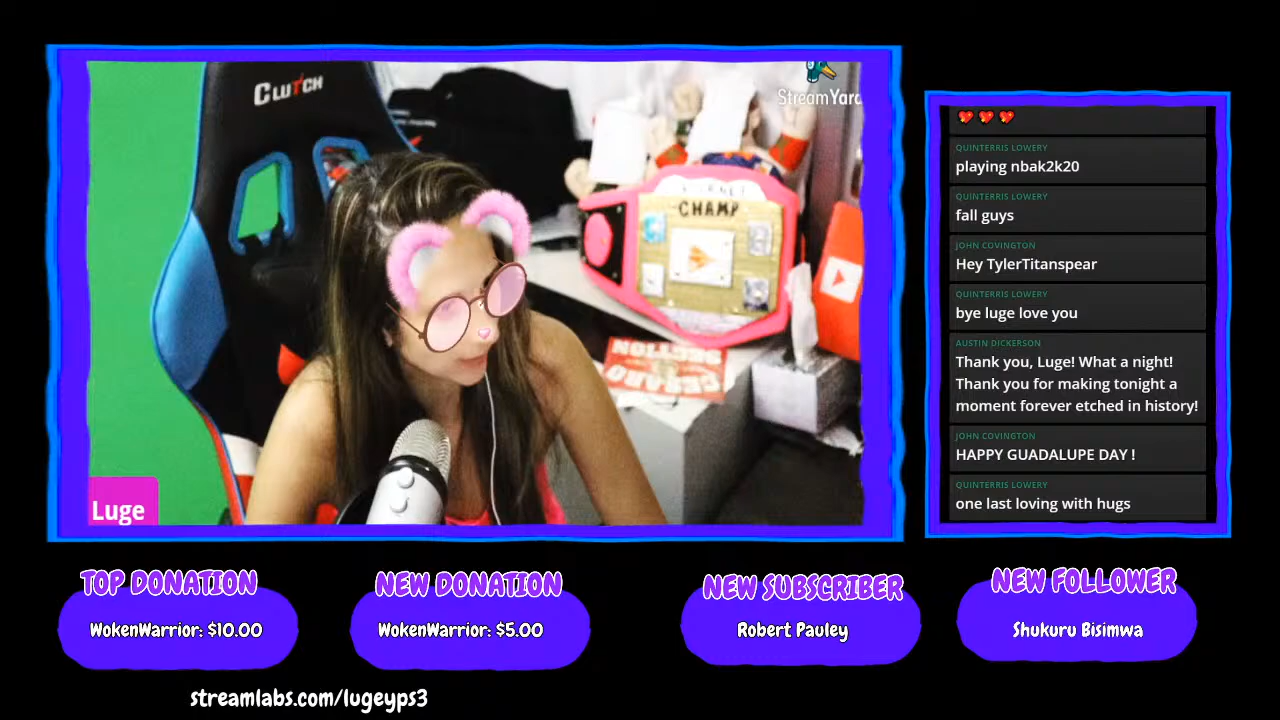 CLUTCH
StreamYard
CHAMP
CESARO
SECTION
Luge
QUINTERRIS LOWERY
playing nbak2k20
QUINTERRIS LOWERY
fall guys
JOHN COVINGTON
Hey TylerTitanspear
QUINTERRIS LOWERY
bye luge love you
AUSTIN DICKERSON
Thank you, Luge! What a night!
Thank you for making tonight a
moment forever etched in history!
JOHN COVINGTON
HAPPY GUADALUPE DAY !
QUINTERRIS LOWERY
one last loving with hugs
TOP DONATION
WokenWarrior: $10.00
NEW DONATION
WokenWarrior: $5.00
NEW SUBSCRIBER
Robert Pauley
NEW FOLLOWER
Shukuru Bisimwa
streamlabs.com/lugeyps3